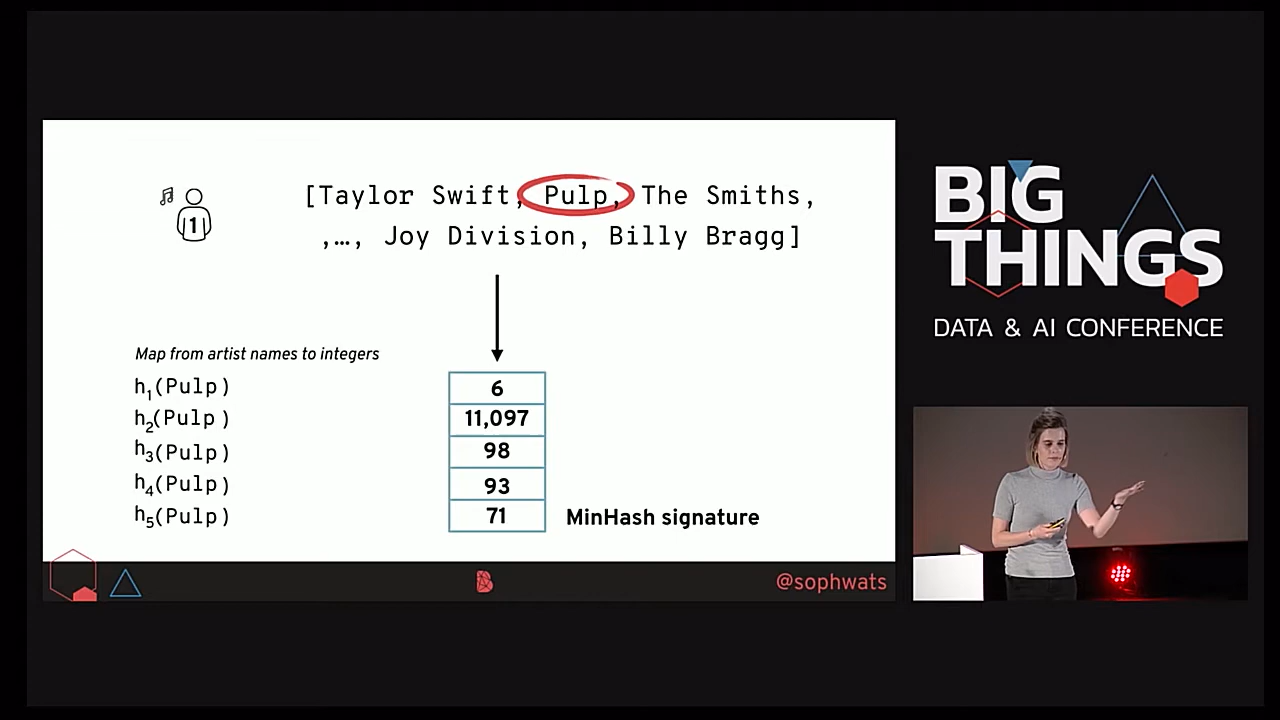 [Taylor Swift, Pulp, The Smiths,
,…, Joy Division, Billy Bragg]
1
Map from artist names to integers
h1(Pulp)
h2(Pulp)
h3(Pulp)
h4(Pulp)
h5(Pulp)
6
11,097
98
93
71
MinHash signature
B
@sophwats
BIG
THINGS
DATA & AI CONFERENCE